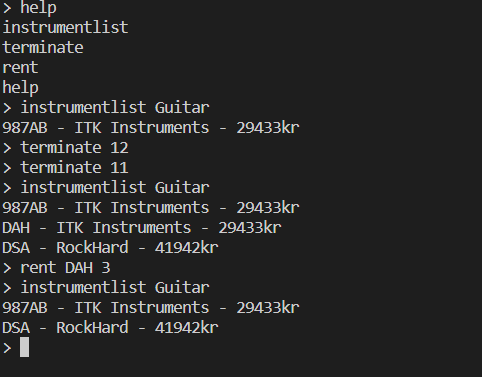 > help
instrumentlist
terminate
rent
help
> instrumentlist Guitar
987AB - ITK Instruments - 29433kr
> terminate 12
> terminate 11
> instrumentlist Guitar
987AB - ITK Instruments - 29433kr
DAH - ITK Instruments - 29433kr
DSA - RockHard - 41942kr
> rent DAH 3
> instrumentlist Guitar
987AB - ITK Instruments - 29433kr
DSA - RockHard - 41942kr
>